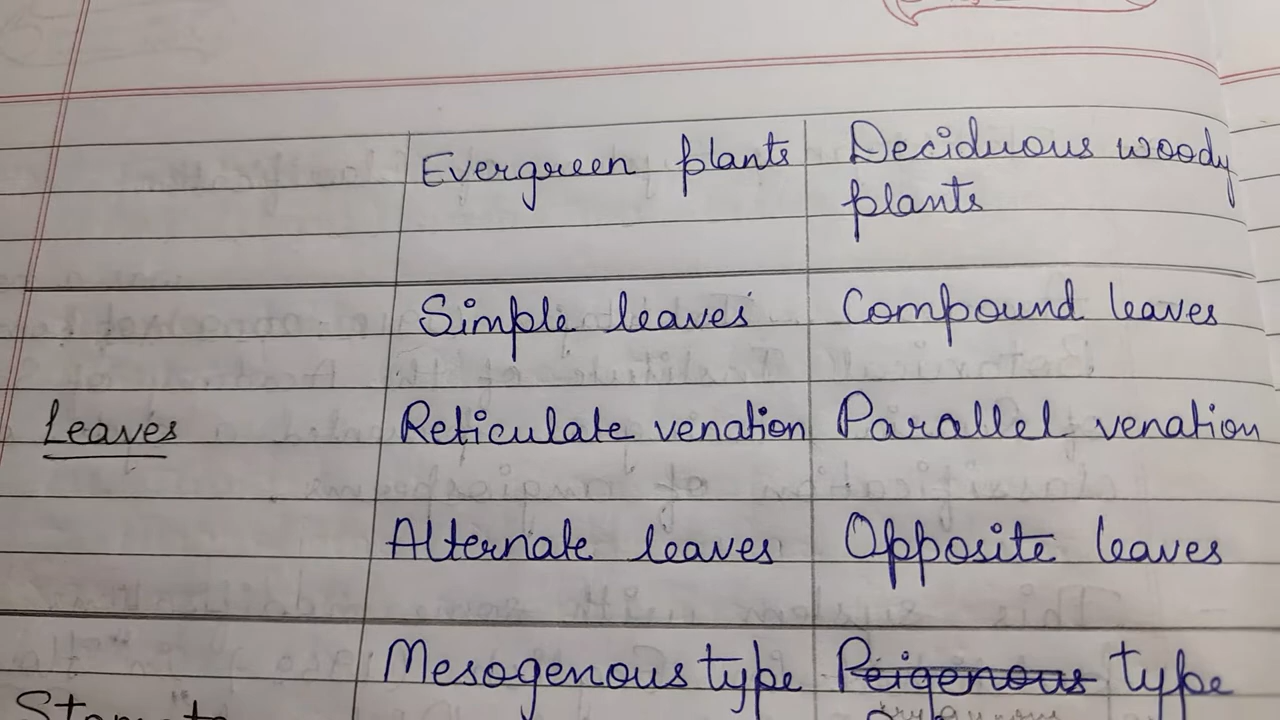 Evergreen plants Deciduous woody
plants
Simple leaves Compound leaves
Leaves Reticulate venation Parallel venation
Alternate leaves Opposite leaves
Mesogenous type Peigenous type